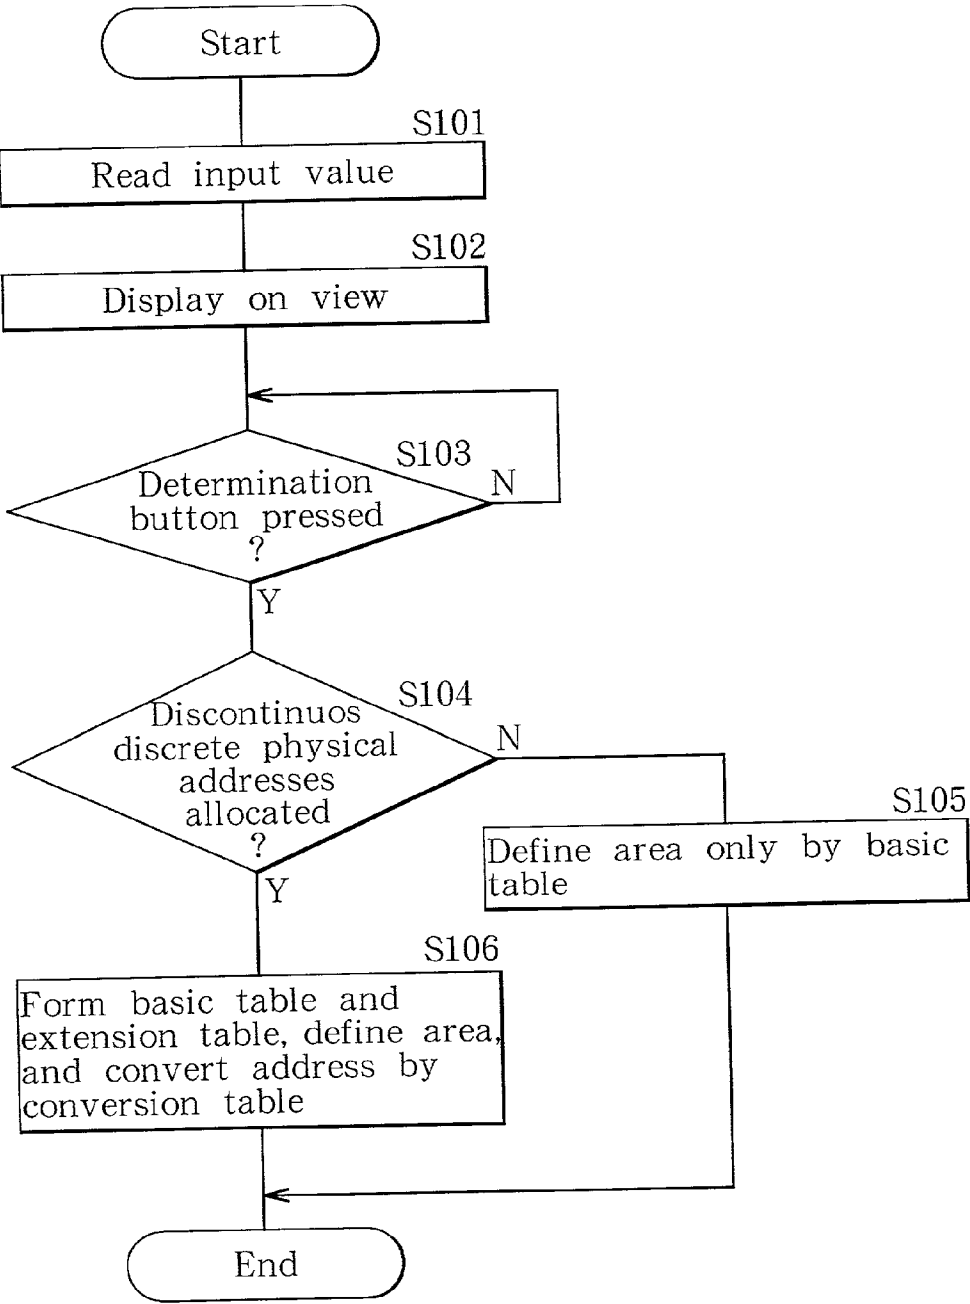 Start
S101
Read input value
S102
Display on view
S103
Determination
button pressed
?
N
Y
S104
Discontinuos
discrete physical
addresses
allocated
?
N
Y
S105
Define area only by basic
table
S106
Form basic table and
extension table, define area,
and convert address by
conversion table
End